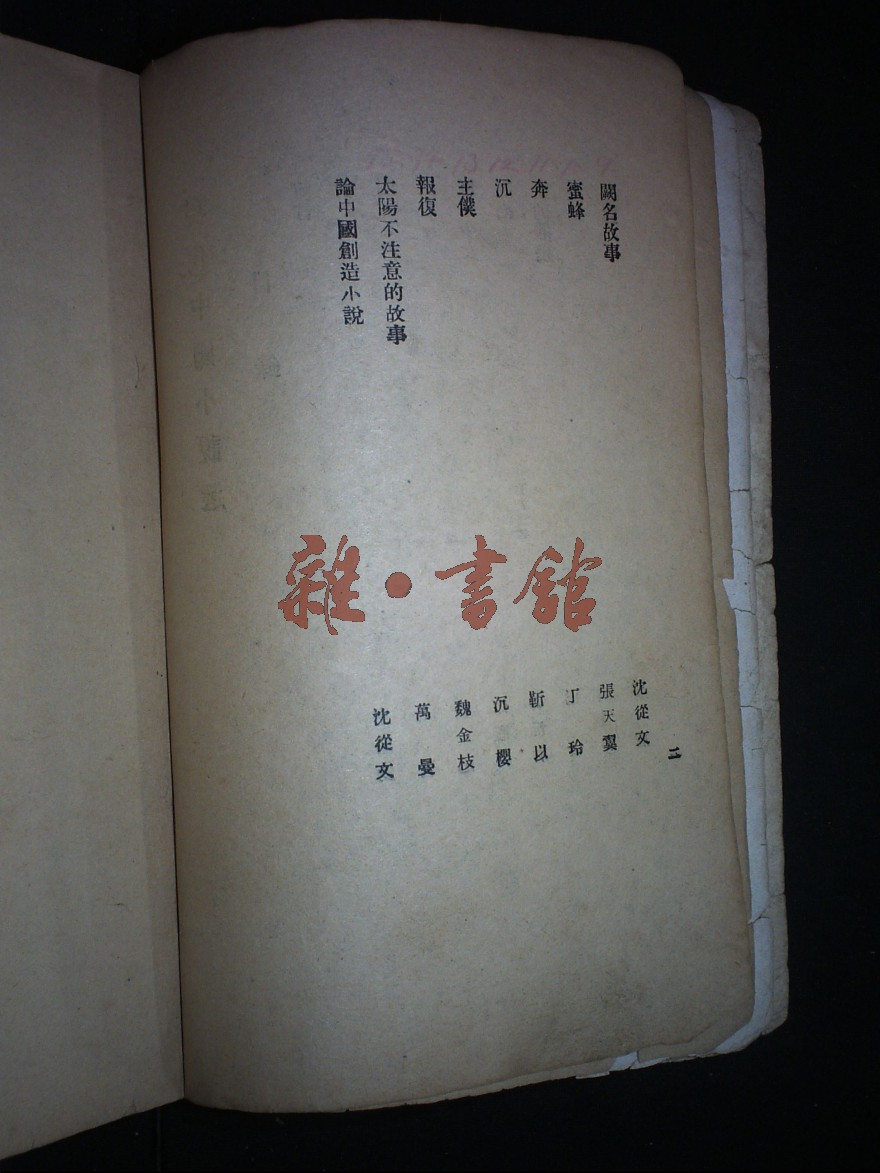 二
闕名故事 沈從文
蜜蜂 張天翼
奔 丁玲
沉 靳以
主僕 沉櫻
報復 魏金枝
太陽不注意的故事 萬曼
論中國創造小說 沈從文
雜·書館